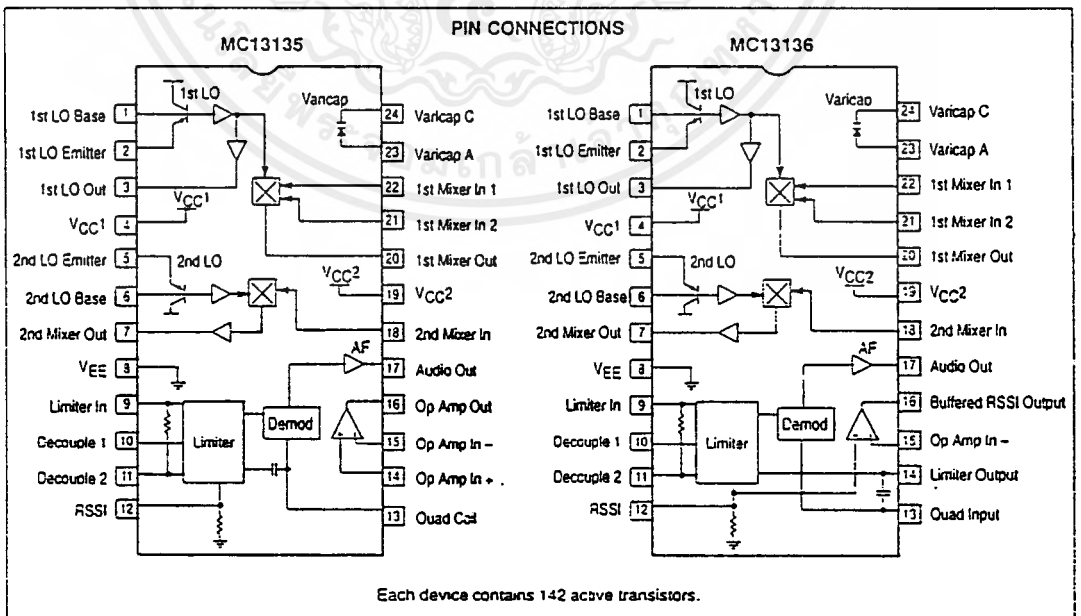 PIN CONNECTIONS
MC13135
1st LO
Varicap
1st LO Base 1
24 Varicap C
1st LO Emitter 2
23 Varicap A
1st LO Out 3
22 1st Mixer In 1
VCC1
VCC1 4
21 1st Mixer In 2
2nd LO Emitter 5
2nd LO
20 1st Mixer Out
VCC2
2nd LO Base 6
19 VCC2
2nd Mixer Out 7
18 2nd Mixer In
AF
VEE 8
17 Audio Out
Limiter In 9
16 Op Amp Out
Limiter
Demod
Decouple 1 10
15 Op Amp In –
Decouple 2 11
14 Op Amp In +
RSSI 12
13 Quad Coil
MC13136
1st LO
Varicap
1st LO Base 1
24 Varicap C
1st LO Emitter 2
23 Varicap A
1st LO Out 3
22 1st Mixer In 1
VCC1
VCC1 4
21 1st Mixer In 2
2nd LO Emitter 5
2nd LO
20 1st Mixer Out
VCC2
2nd LO Base 6
19 VCC2
2nd Mixer Out 7
18 2nd Mixer In
AF
VEE 8
17 Audio Out
Limiter In 9
16 Buffered RSSI Output
Limiter
Demod
Decouple 1 10
15 Op Amp In –
Decouple 2 11
14 Limiter Output
RSSI 12
13 Quad Input
Each device contains 142 active transistors.